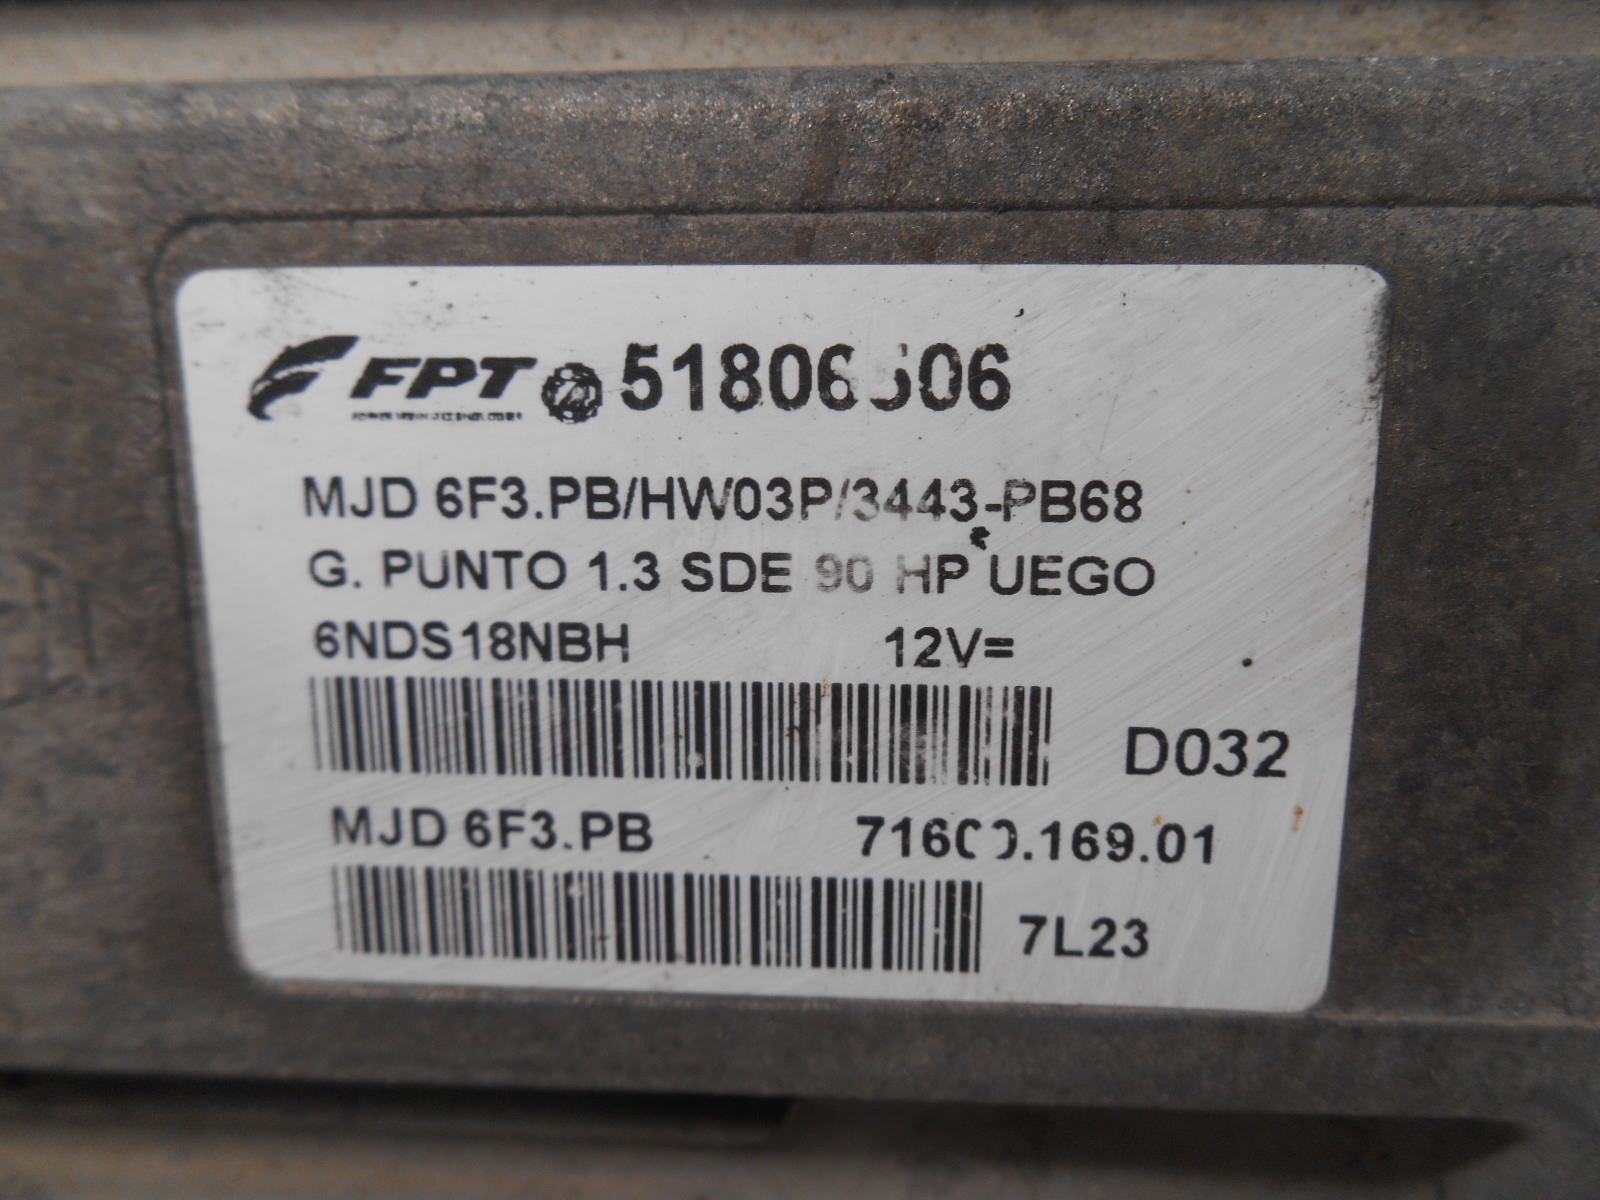 FPT
MJD 6F3.PB/HW03P/3443-PB68
G. PUNTO 1.3 SDE 90 HP UEGO
6NDS18NBH 12V=
D032
MJD 6F3.PB
7L23